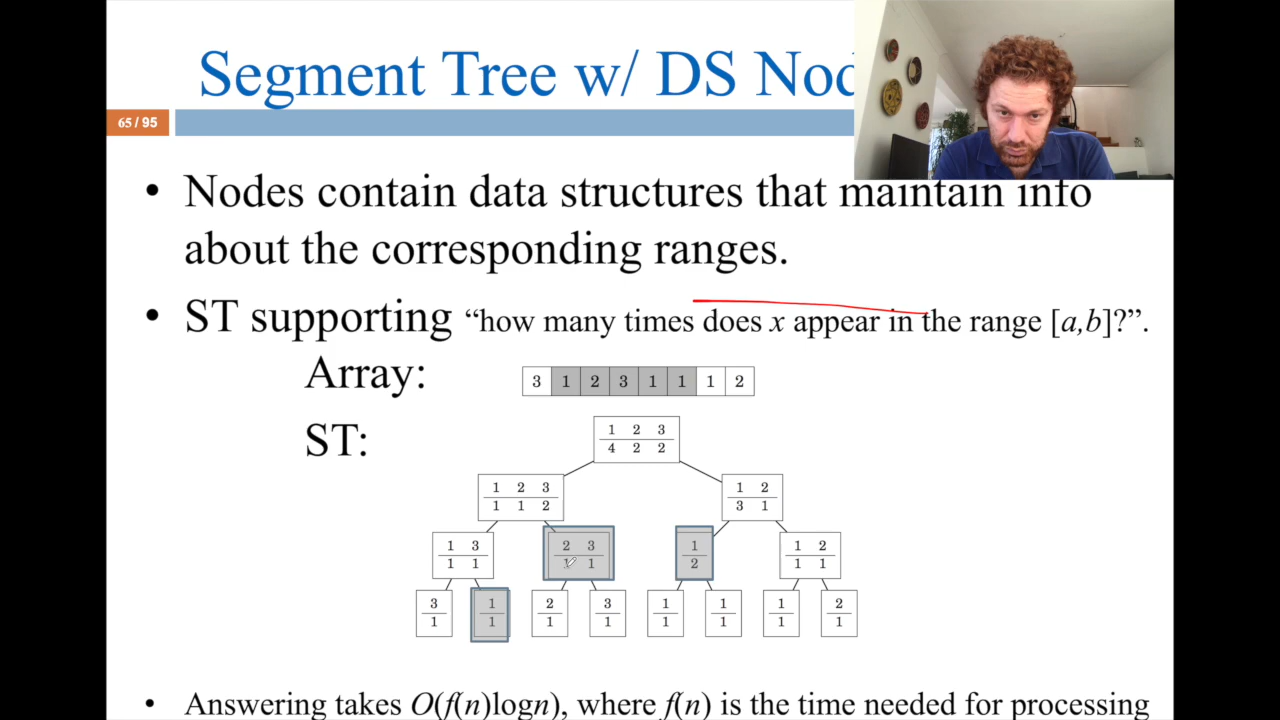 Segment Tree w/ DS Nod
65 / 95
• Nodes contain data structures that maintain info
about the corresponding ranges.
• ST supporting “how many times does x appear in the range [a,b]?”.
Array:
3 1 2 3 1 1 1 2
ST:
1 2 3
4 2 2
1 2 3 1 2
1 1 2 3 1
1 3 2 3 1 1 2
1 1 1 1 2 1 1
3 1 2 3 1 1 1 2
1 1 1 1 1 1 1 1
• Answering takes O(f(n)logn), where f(n) is the time needed for processing